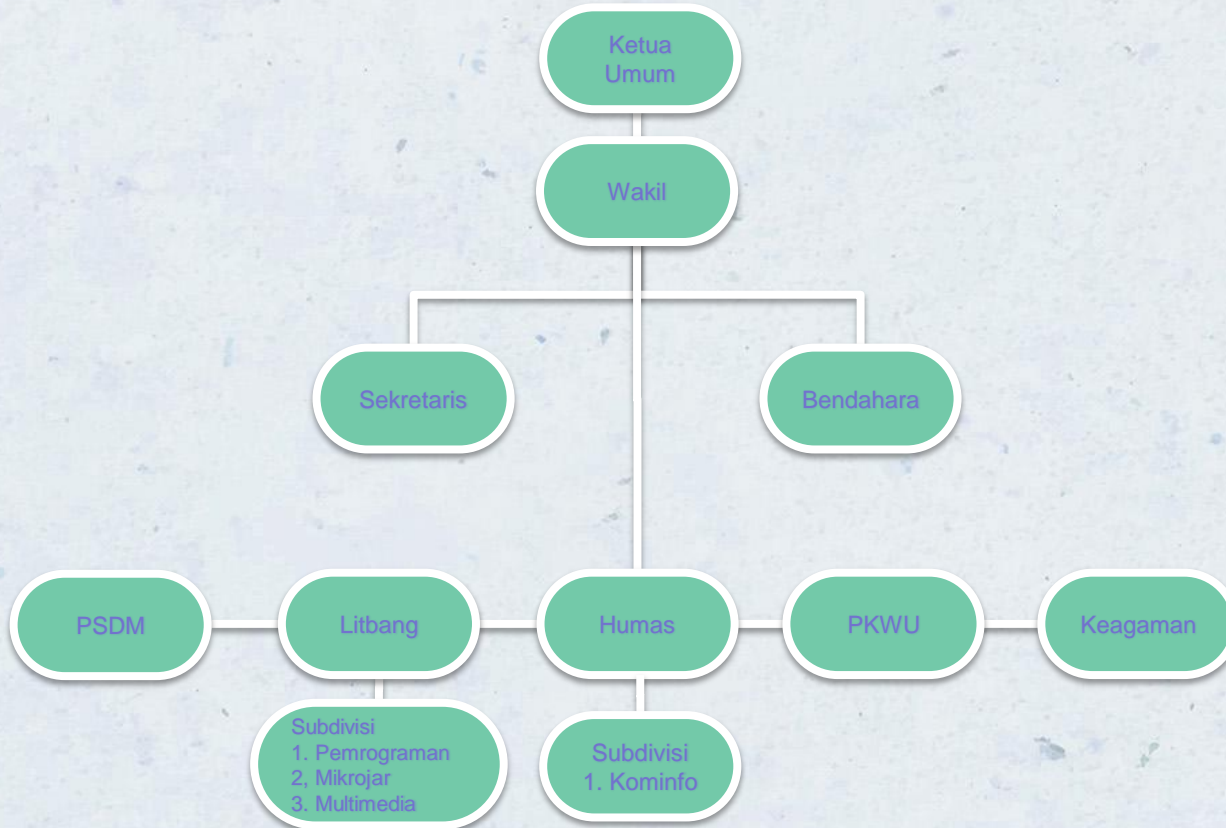 Ketua
Umum
Wakil
Sekretaris
Bendahara
PSDM
Litbang
Humas
PKWU
Keagaman
Subdivisi
1. Pemrograman
2, Mikrojar
3. Multimedia
Subdivisi
1. Kominfo